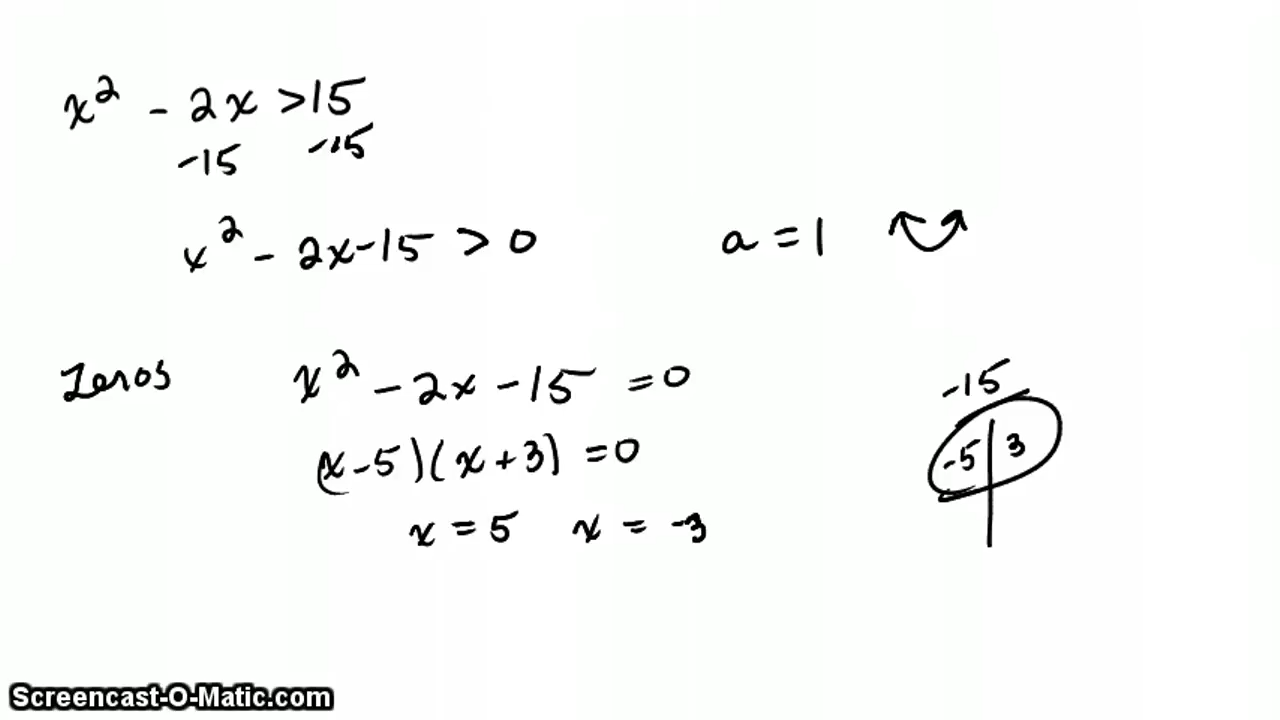 x² - 2x > 15
-15 -15
x² - 2x - 15 > 0 a = 1
Zeros x² - 2x - 15 = 0
-15
(x - 5)(x + 3) = 0 -5 | 3
x = 5 x = -3
Screencast-O-Matic.com